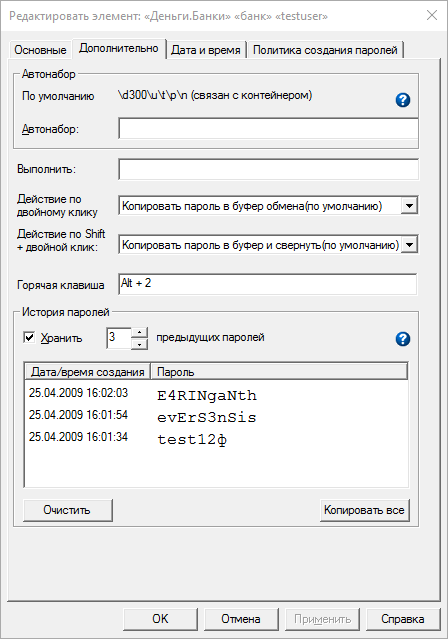 Редактировать элемент: «Деньги.Банки» «банк» «testuser»
Основные Дополнительно Дата и время Политика создания паролей
Автонабор
По умолчанию \d300\u\t\p\n (связан с контейнером)
Автонабор:
Выполнить:
Действие по двойному клику
Копировать пароль в буфер обмена(по умолчанию)
Действие по Shift + двойной клик:
Копировать пароль в буфер и свернуть(по умолчанию)
Горячая клавиша Alt + 2
История паролей
Хранить 3 предыдущих паролей
Дата/время создания Пароль
25.04.2009 16:02:03 E4RINgaNth
25.04.2009 16:01:54 evErS3nSis
25.04.2009 16:01:34 test12ф
Очистить Копировать все
OK Отмена Применить Справка